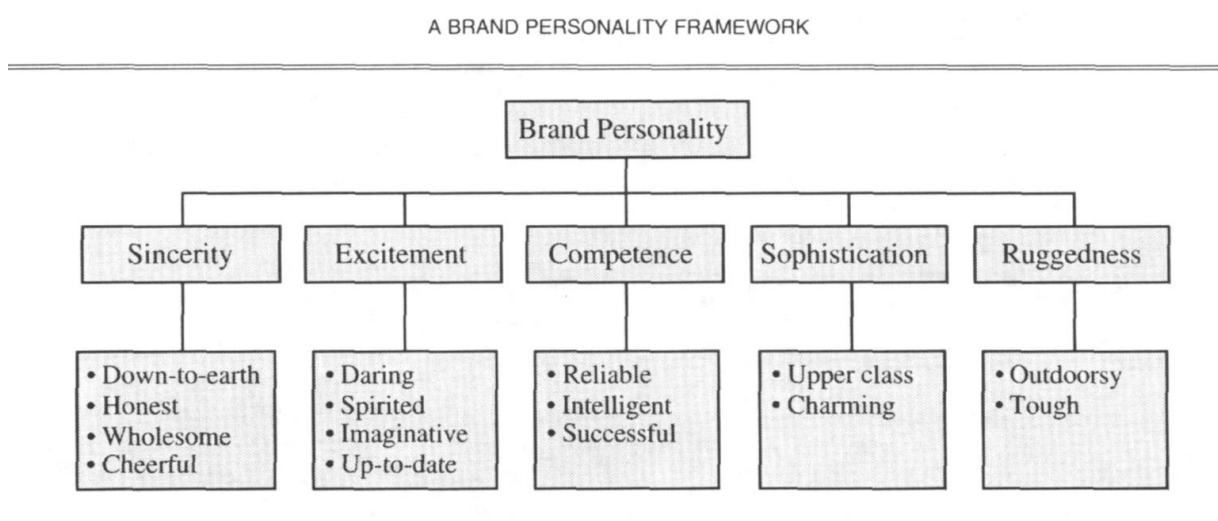 A BRAND PERSONALITY FRAMEWORK
Brand Personality
Sincerity
Excitement
Competence
Sophistication
Ruggedness
• Down-to-earth
• Honest
• Wholesome
• Cheerful
• Daring
• Spirited
• Imaginative
• Up-to-date
• Reliable
• Intelligent
• Successful
• Upper class
• Charming
• Outdoorsy
• Tough